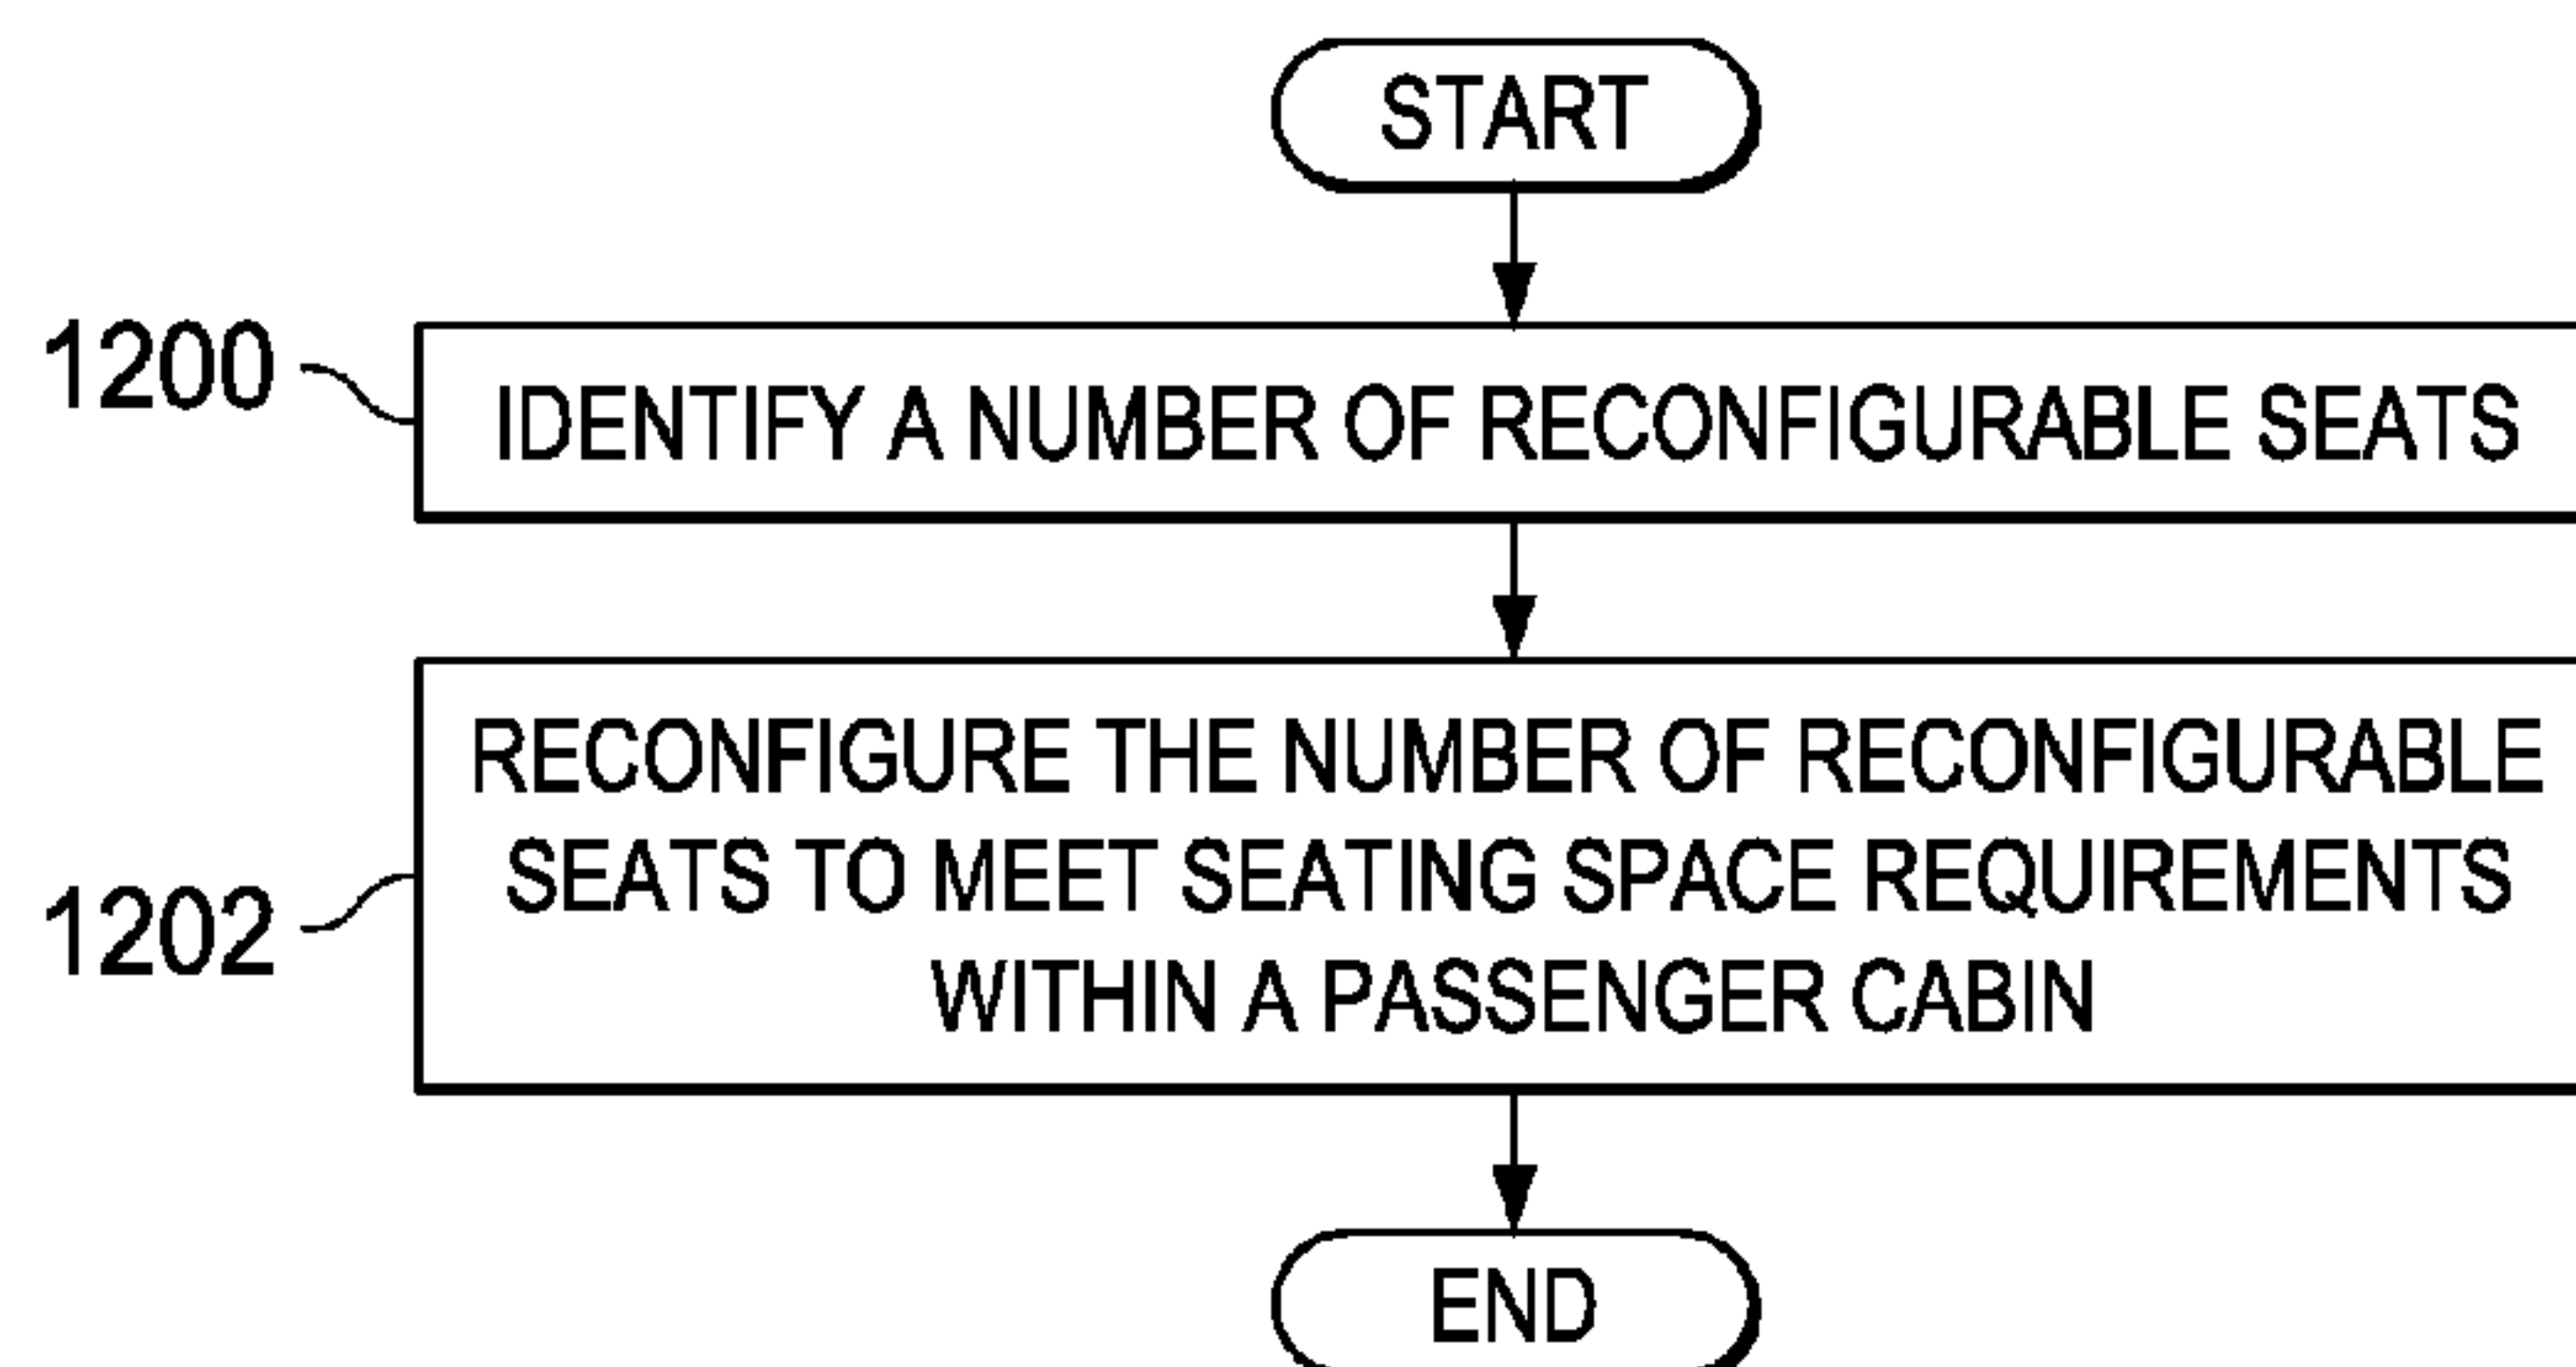 START
1200
IDENTIFY A NUMBER OF RECONFIGURABLE SEATS
RECONFIGURE THE NUMBER OF RECONFIGURABLE
SEATS TO MEET SEATING SPACE REQUIREMENTS
WITHIN A PASSENGER CABIN
1202
END